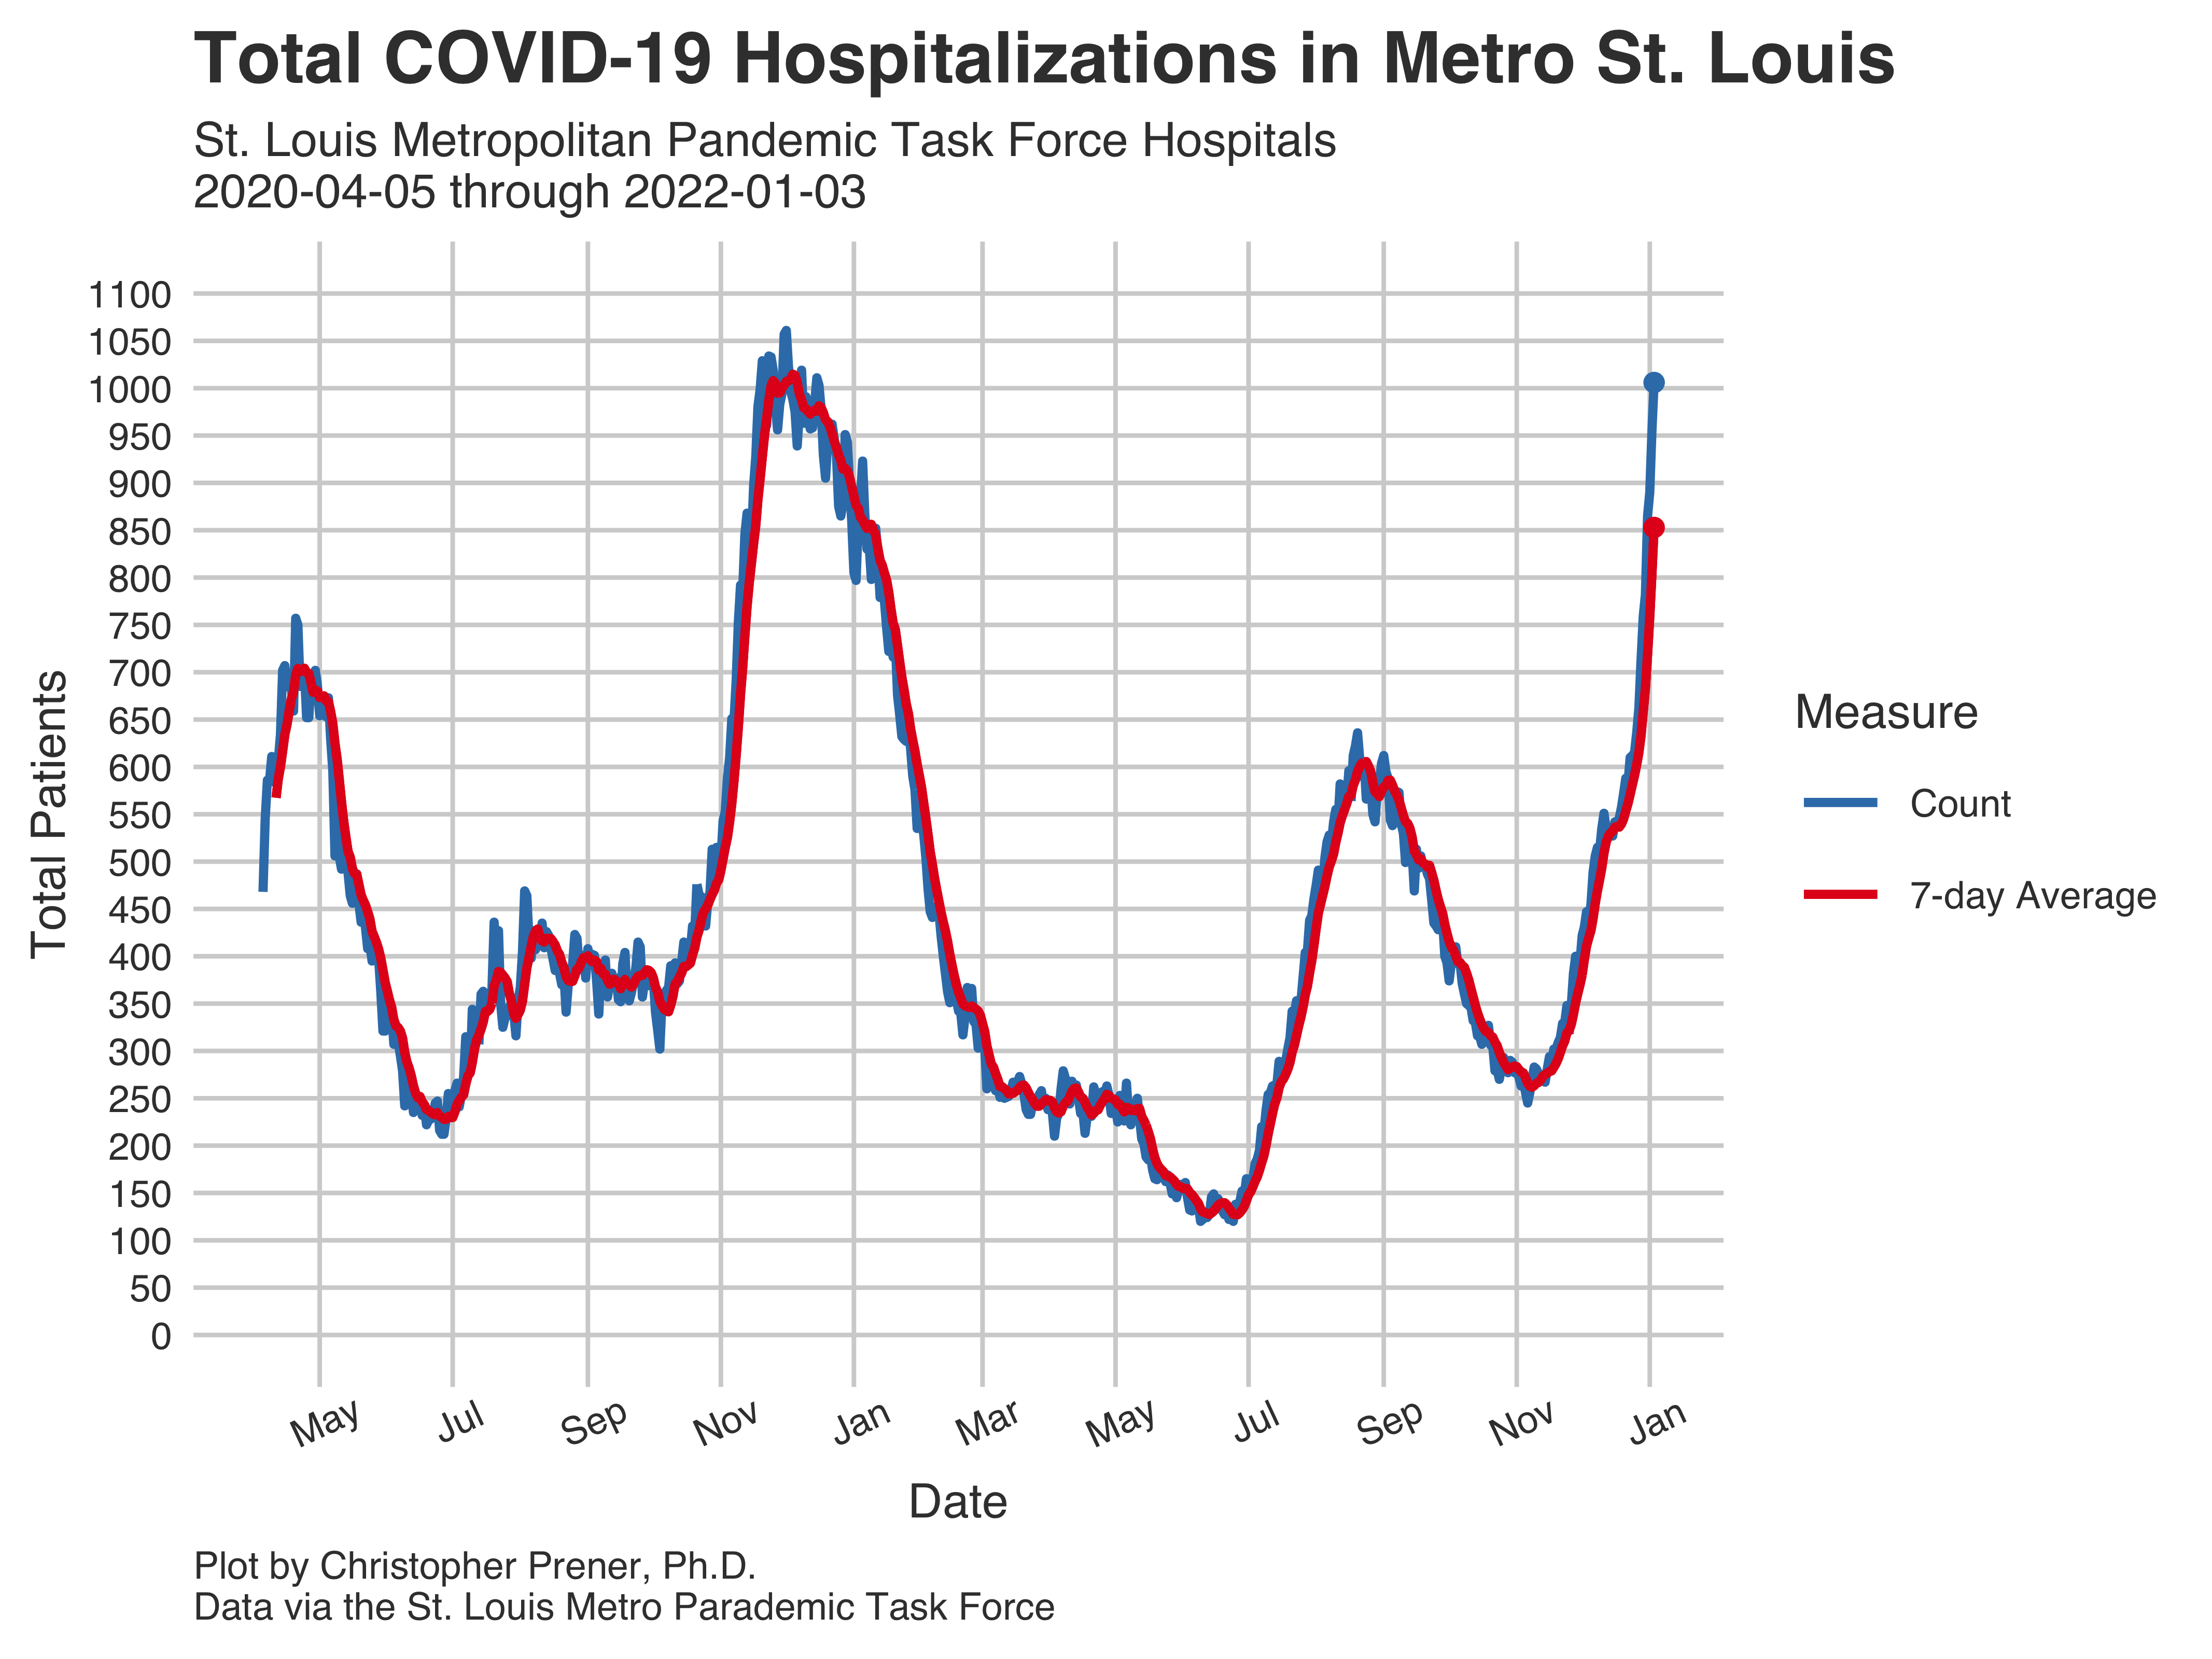 Total COVID-19 Hospitalizations in Metro St. Louis
St. Louis Metropolitan Pandemic Task Force Hospitals
2020-04-05 through 2022-01-03
1100
1050
1000
950
900
850
800
750
700
650
600
550
500
450
400
350
300
250
200
150
100
50
0
Total Patients
May Jul Sep Nov Jan Mar May Jul Sep Nov Jan
Date
Measure
Count
7-day Average
Plot by Christopher Prener, Ph.D.
Data via the St. Louis Metro Parademic Task Force